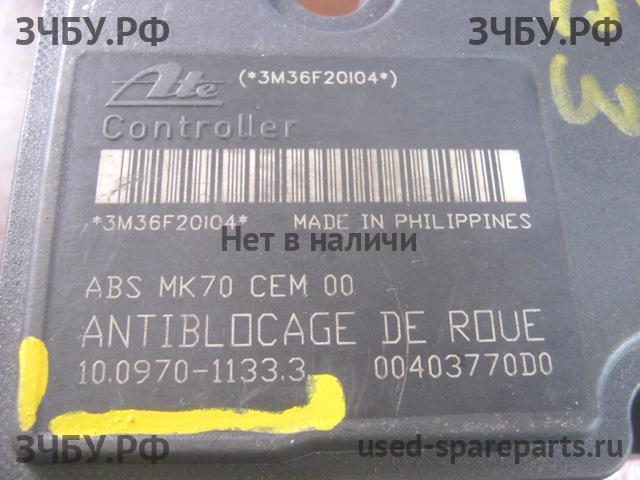 ЗЧБУ.РФ ЗЧБУ.РФ
Ate (*3M36F20104*)
Controller
*3M36F20104* MADE IN PHILIPPINES
Нет в наличи
ABS MK70 CEM 00
ANTIBLOCAGE DE ROUE
10.0970-1133.3 00403770D0
ЗЧБУ.РФ used-spareparts.ru